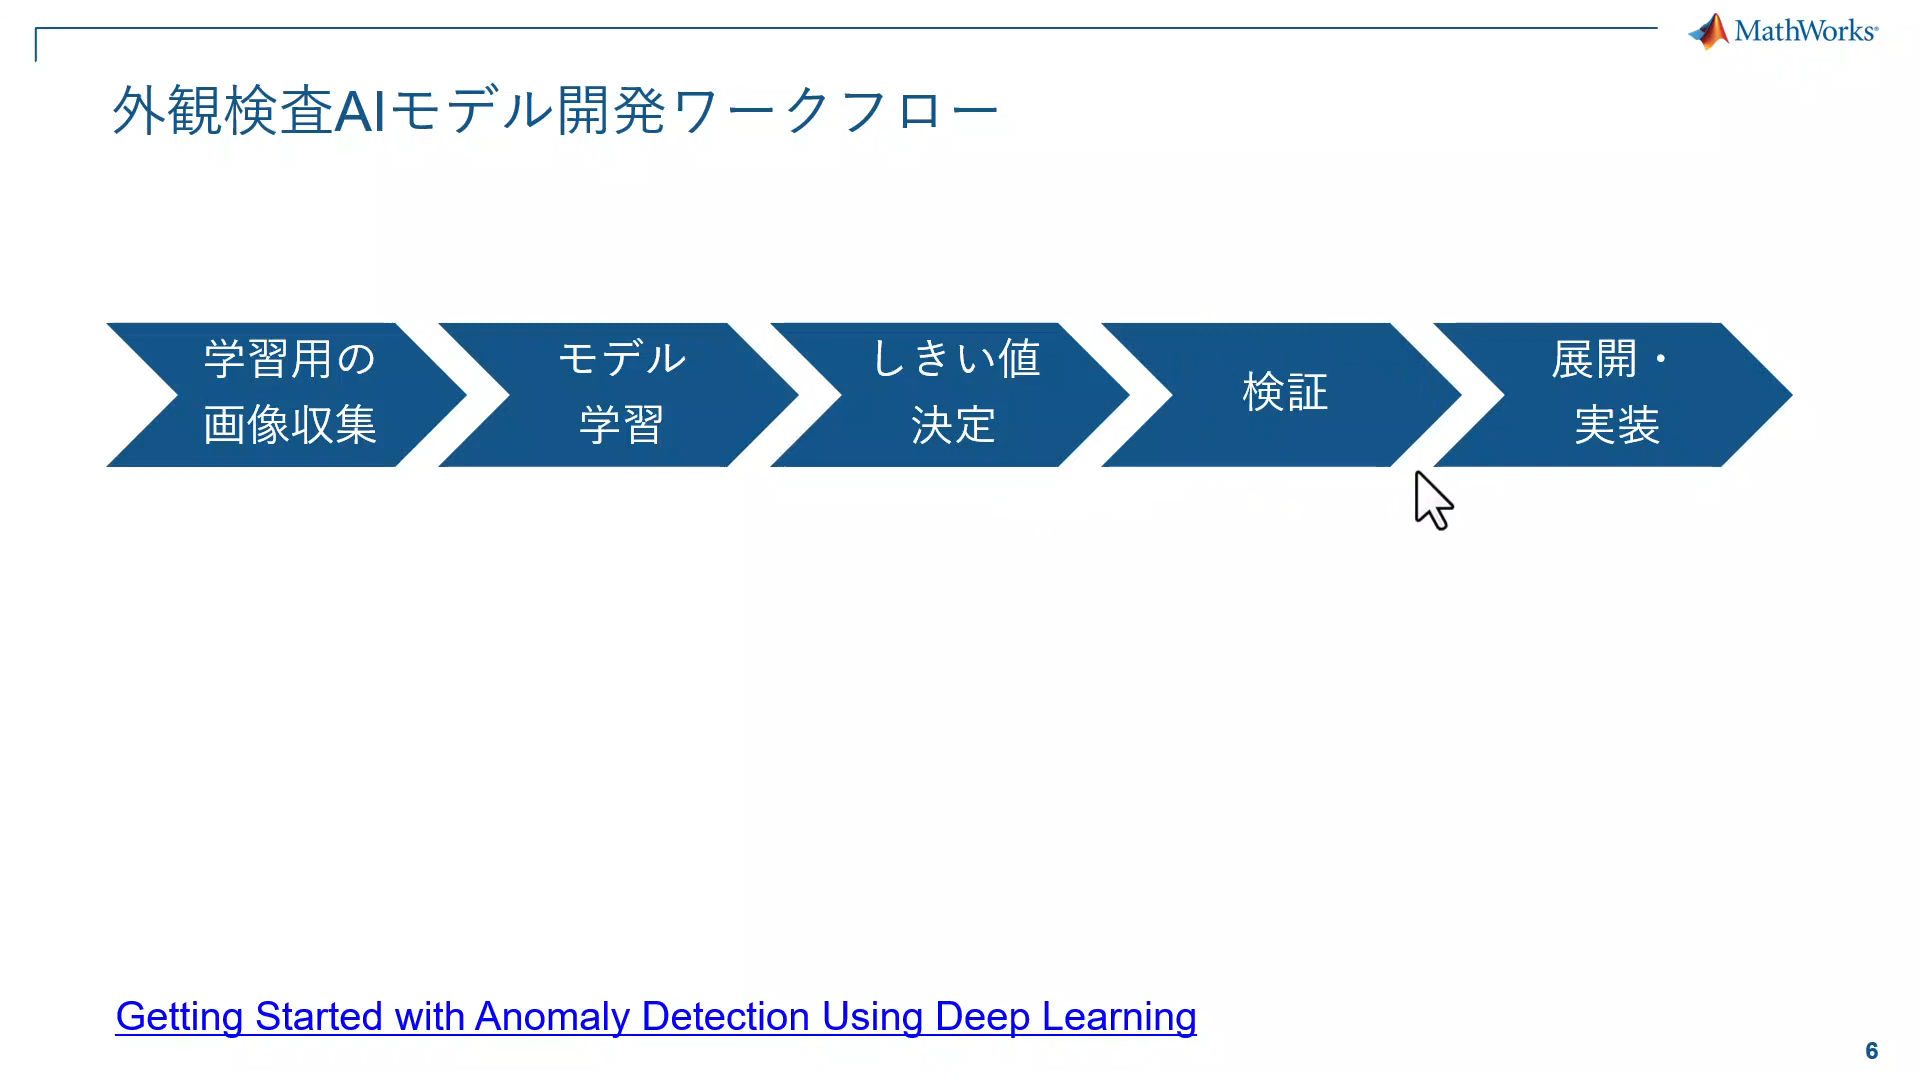 MathWorks®
外観検査AIモデル開発ワークフロー
学習用の
画像収集
モデル
学習
しきい値
決定
検証
展開・
実装
Getting Started with Anomaly Detection Using Deep Learning
6